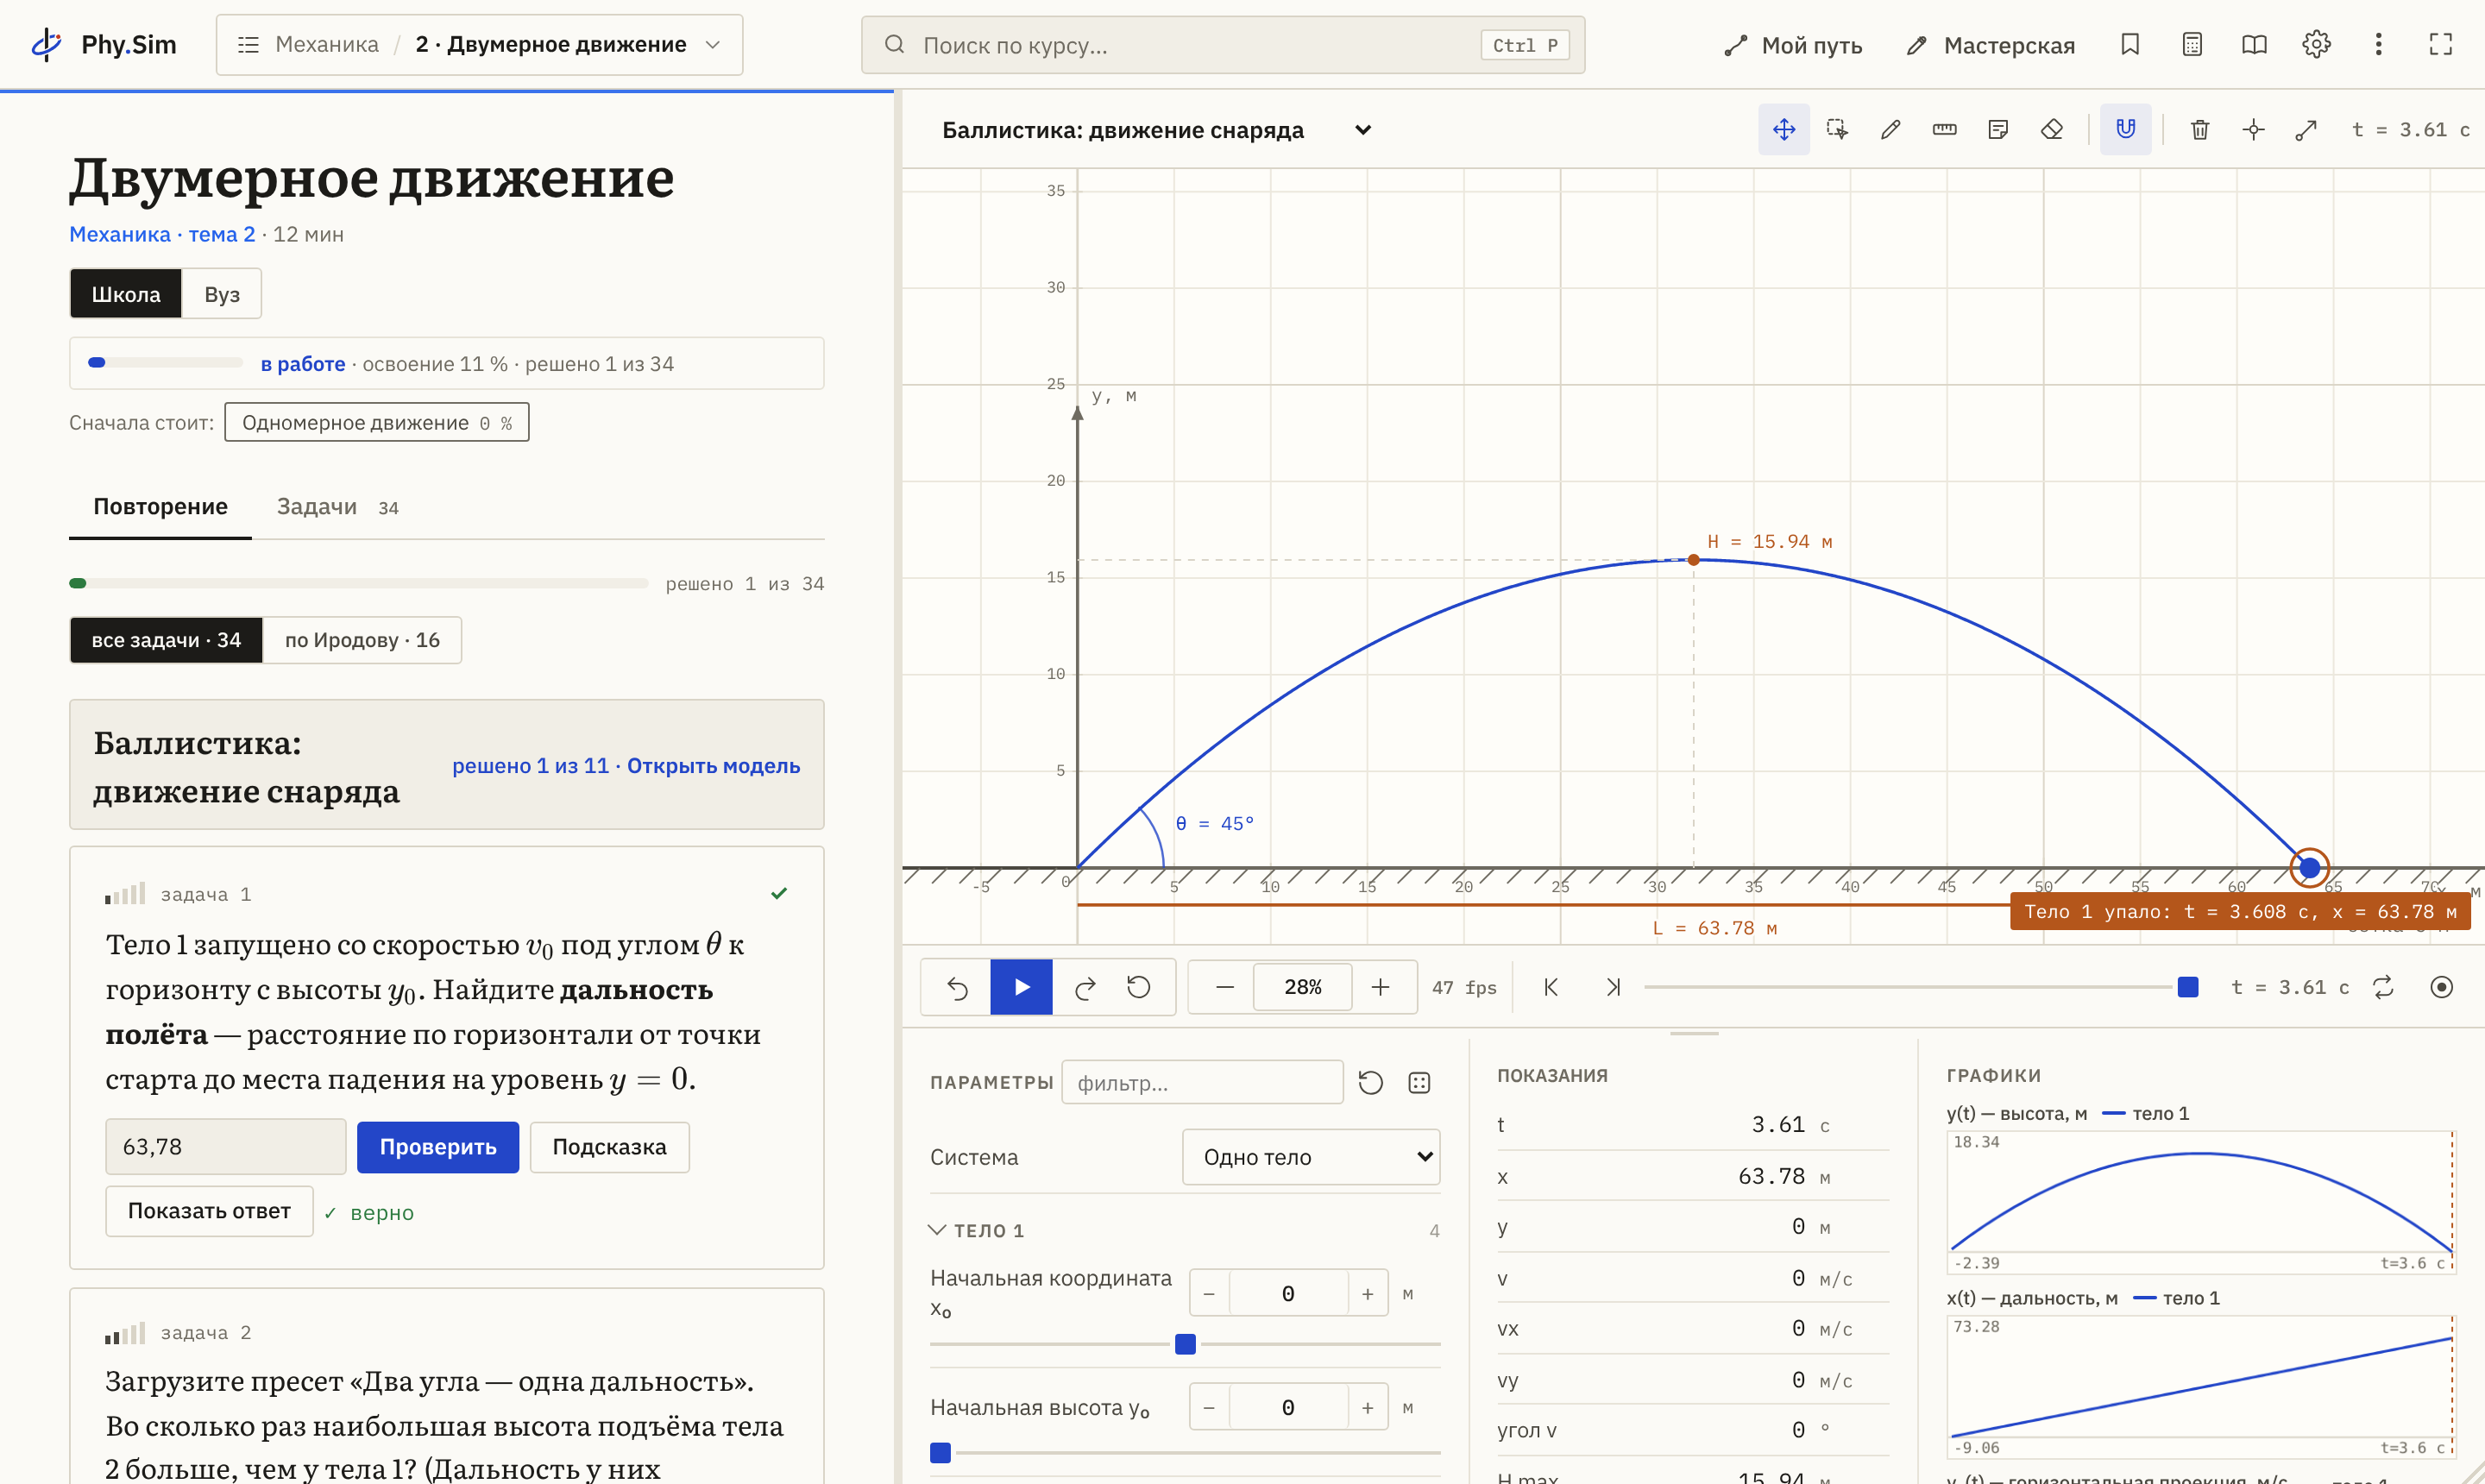 Phy.Sim
Механика / 2 · Двумерное движение
Поиск по курсу...
Ctrl P
Мой путь
Мастерская
Двумерное движение
Механика · тема 2 · 12 мин
Школа
Вуз
в работе · освоение 11 % · решено 1 из 34
Сначала стоит:
Одномерное движение 0 %
Повторение
Задачи 34
решено 1 из 34
все задачи · 34
по Иродову · 16
Баллистика:
движение снаряда
решено 1 из 11 · Открыть модель
задача 1
Тело 1 запущено со скоростью v₀ под углом θ к
горизонту с высоты y₀. Найдите дальность
полёта — расстояние по горизонтали от точки
старта до места падения на уровень y = 0.
63,78
Проверить
Подсказка
Показать ответ
✓ верно
задача 2
Загрузите пресет «Два угла — одна дальность».
Во сколько раз наибольшая высота подъёма тела
2 больше, чем у тела 1? (Дальность у них
Баллистика: движение снаряда
t = 3.61 с
35
30
25
y, м
20
15
10
5
H = 15.94 м
θ = 45°
-5
0
5
10
15
20
25
30
35
40
45
50
55
60
65
70
x, м
L = 63.78 м
Тело 1 упало: t = 3.608 с, x = 63.78 м
28%
47 fps
t = 3.61 с
ПАРАМЕТРЫ
фильтр...
Система
Одно тело
ТЕЛО 1
4
Начальная координата
x₀
− 0 + м
Начальная высота y₀
− 0 + м
ПОКАЗАНИЯ
t 3.61 с
x 63.78 м
y 0 м
v 0 м/с
vx 0 м/с
vy 0 м/с
угол v 0 °
H max 15.94 м
ГРАФИКИ
y(t) — высота, м тело 1
18.34
-2.39
t=3.6 с
x(t) — дальность, м тело 1
73.28
-9.06
t=3.6 с
(t) — горизонтальная проекция, м/с тело 1